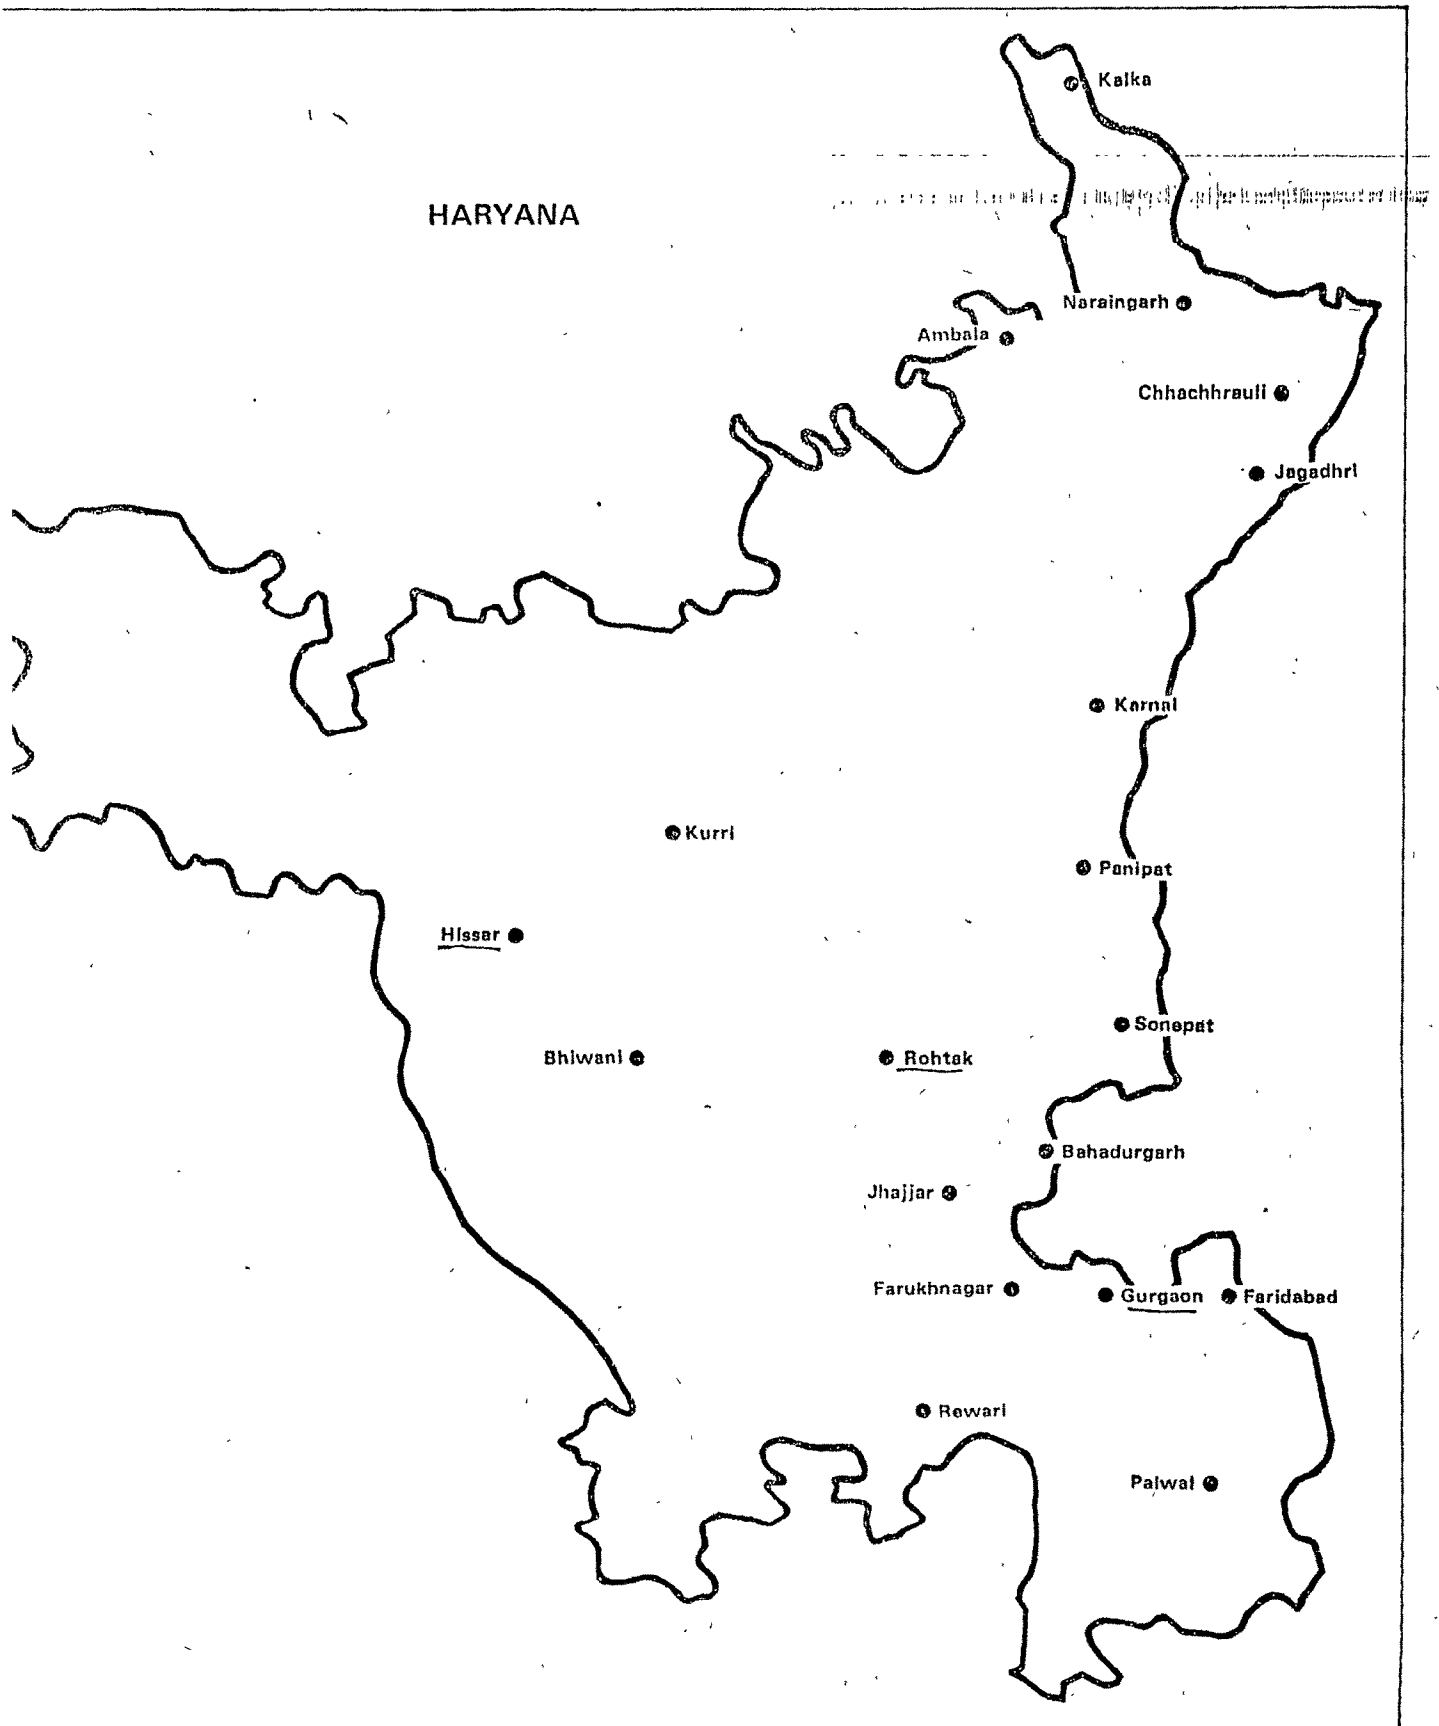 Kalka
HARYANA
Naraingarh
Ambala
Chhachhrauli
Jagadhri
Karnal
Kurri
Panipat
Hissar
Sonepat
Bhiwani
Rohtak
Bahadurgarh
Jhajjar
Farukhnagar
Gurgaon
Faridabad
Rewari
Palwal